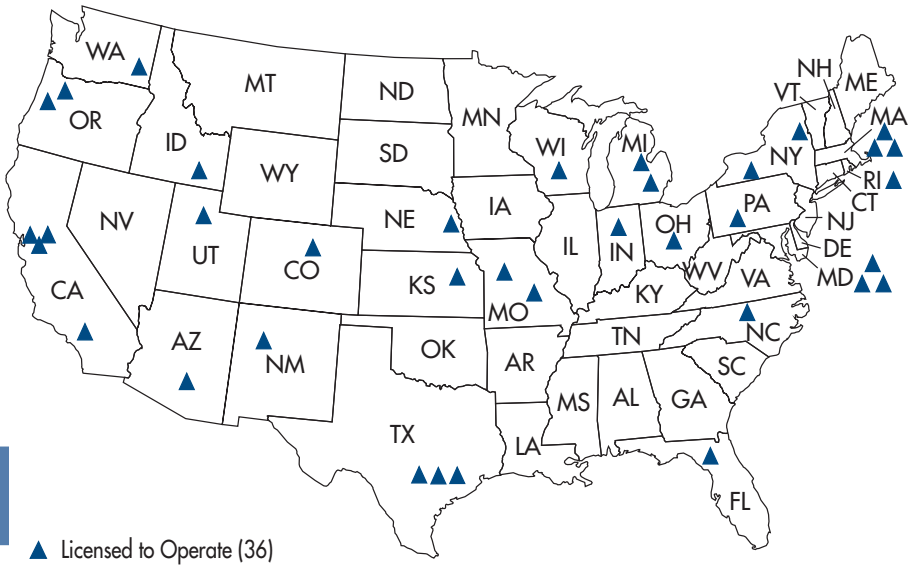 WA
MT
ND
MN
VT
NH
ME
OR
ID
SD
WI
MI
NY
MA
WY
RI
CT
NV
NE
IA
PA
NJ
UT
CO
IL
IN
OH
DE
CA
KS
MO
WV
VA
MD
KY
AZ
NM
OK
TN
NC
AR
SC
MS
AL
GA
TX
LA
FL
Licensed to Operate (36)